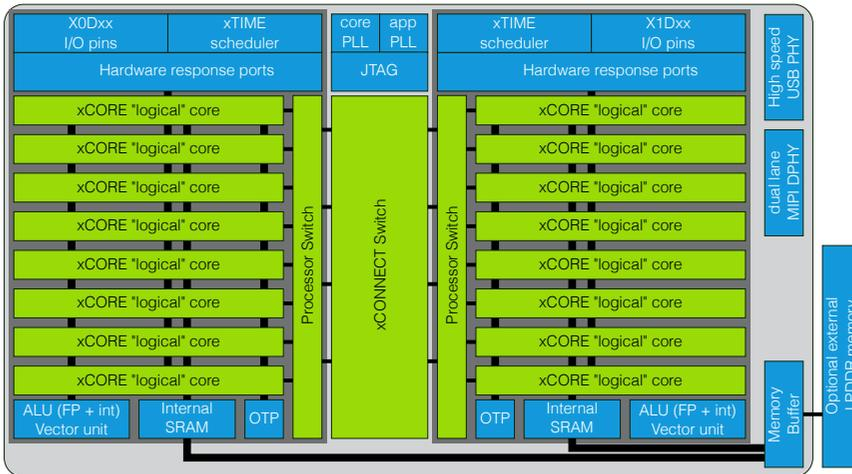 X0Dxx
I/O pins
xTIME
scheduler
core
PLL
app
PLL
xTIME
scheduler
X1Dxx
I/O pins
Hardware response ports
JTAG
Hardware response ports
High speed
USB PHY
xCORE "logical" core
xCORE "logical" core
xCORE "logical" core
xCORE "logical" core
xCORE "logical" core
xCORE "logical" core
xCORE "logical" core
xCORE "logical" core
Processor Switch
xCONNECT Switch
Processor Switch
xCORE "logical" core
xCORE "logical" core
xCORE "logical" core
xCORE "logical" core
xCORE "logical" core
xCORE "logical" core
xCORE "logical" core
xCORE "logical" core
dual lane
MIPI DPHY
ALU (FP + int)
Vector unit
Internal
SRAM
OTP
OTP
Internal
SRAM
ALU (FP + int)
Vector unit
Memory
Buffer
Optional external
LPDDR memory